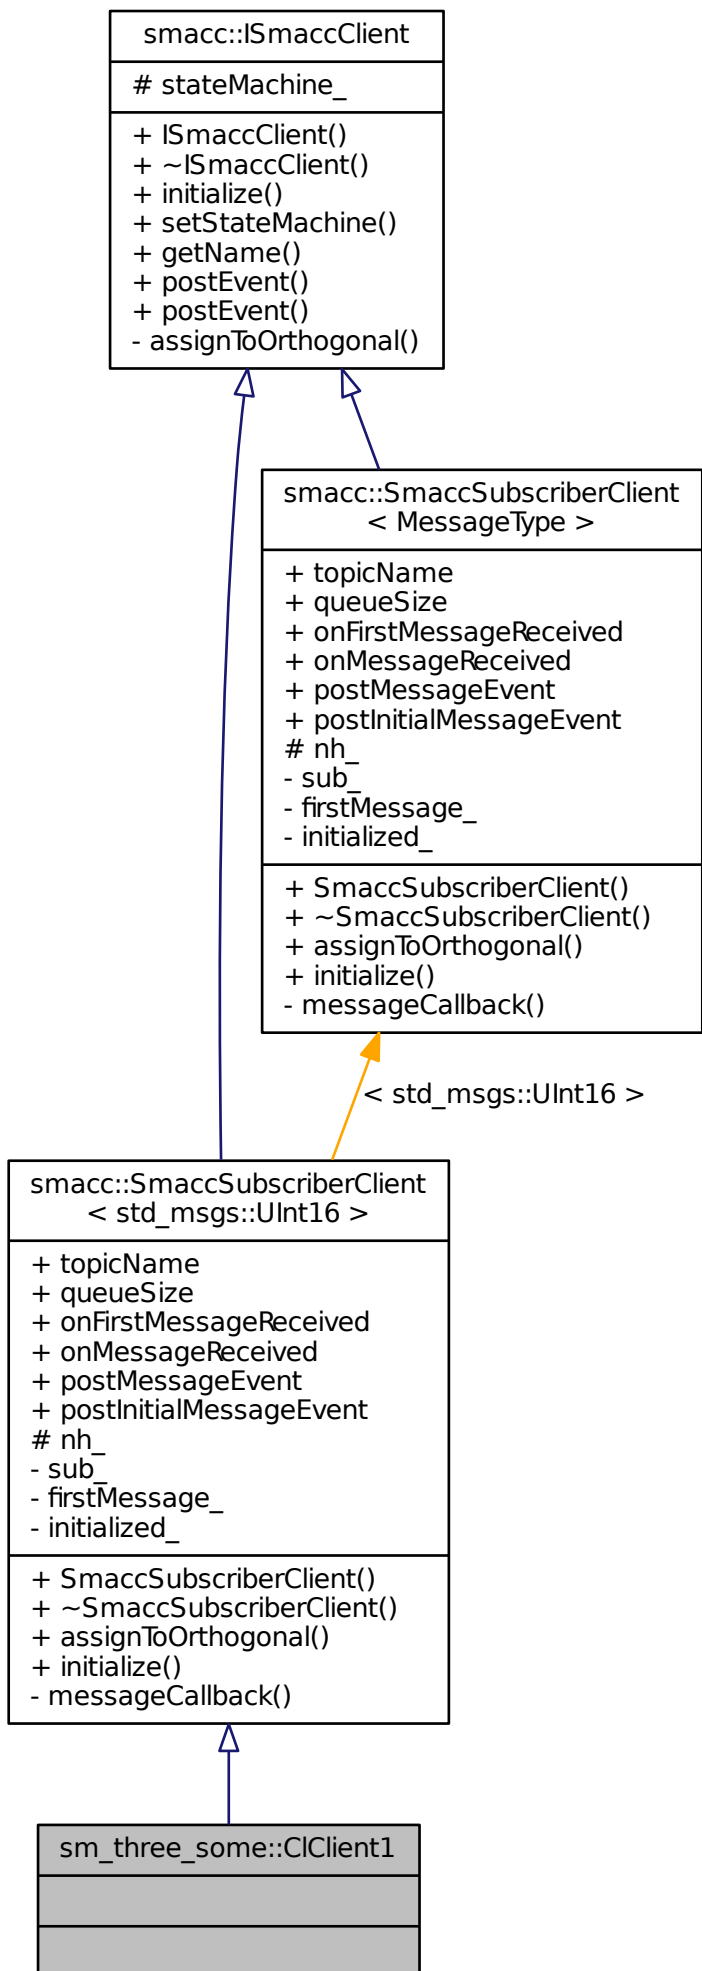 smacc::ISmaccClient
# stateMachine_
+ ISmaccClient()
+ ~ISmaccClient()
+ initialize()
+ setStateMachine()
+ getName()
+ postEvent()
+ postEvent()
- assignToOrthogonal()
smacc::SmaccSubscriberClient
< MessageType >
+ topicName
+ queueSize
+ onFirstMessageReceived
+ onMessageReceived
+ postMessageEvent
+ postInitialMessageEvent
# nh_
- sub_
- firstMessage_
- initialized_
+ SmaccSubscriberClient()
+ ~SmaccSubscriberClient()
+ assignToOrthogonal()
+ initialize()
- messageCallback()
< std_msgs::UInt16 >
smacc::SmaccSubscriberClient
< std_msgs::UInt16 >
+ topicName
+ queueSize
+ onFirstMessageReceived
+ onMessageReceived
+ postMessageEvent
+ postInitialMessageEvent
# nh_
- sub_
- firstMessage_
- initialized_
+ SmaccSubscriberClient()
+ ~SmaccSubscriberClient()
+ assignToOrthogonal()
+ initialize()
- messageCallback()
sm_three_some::ClClient1